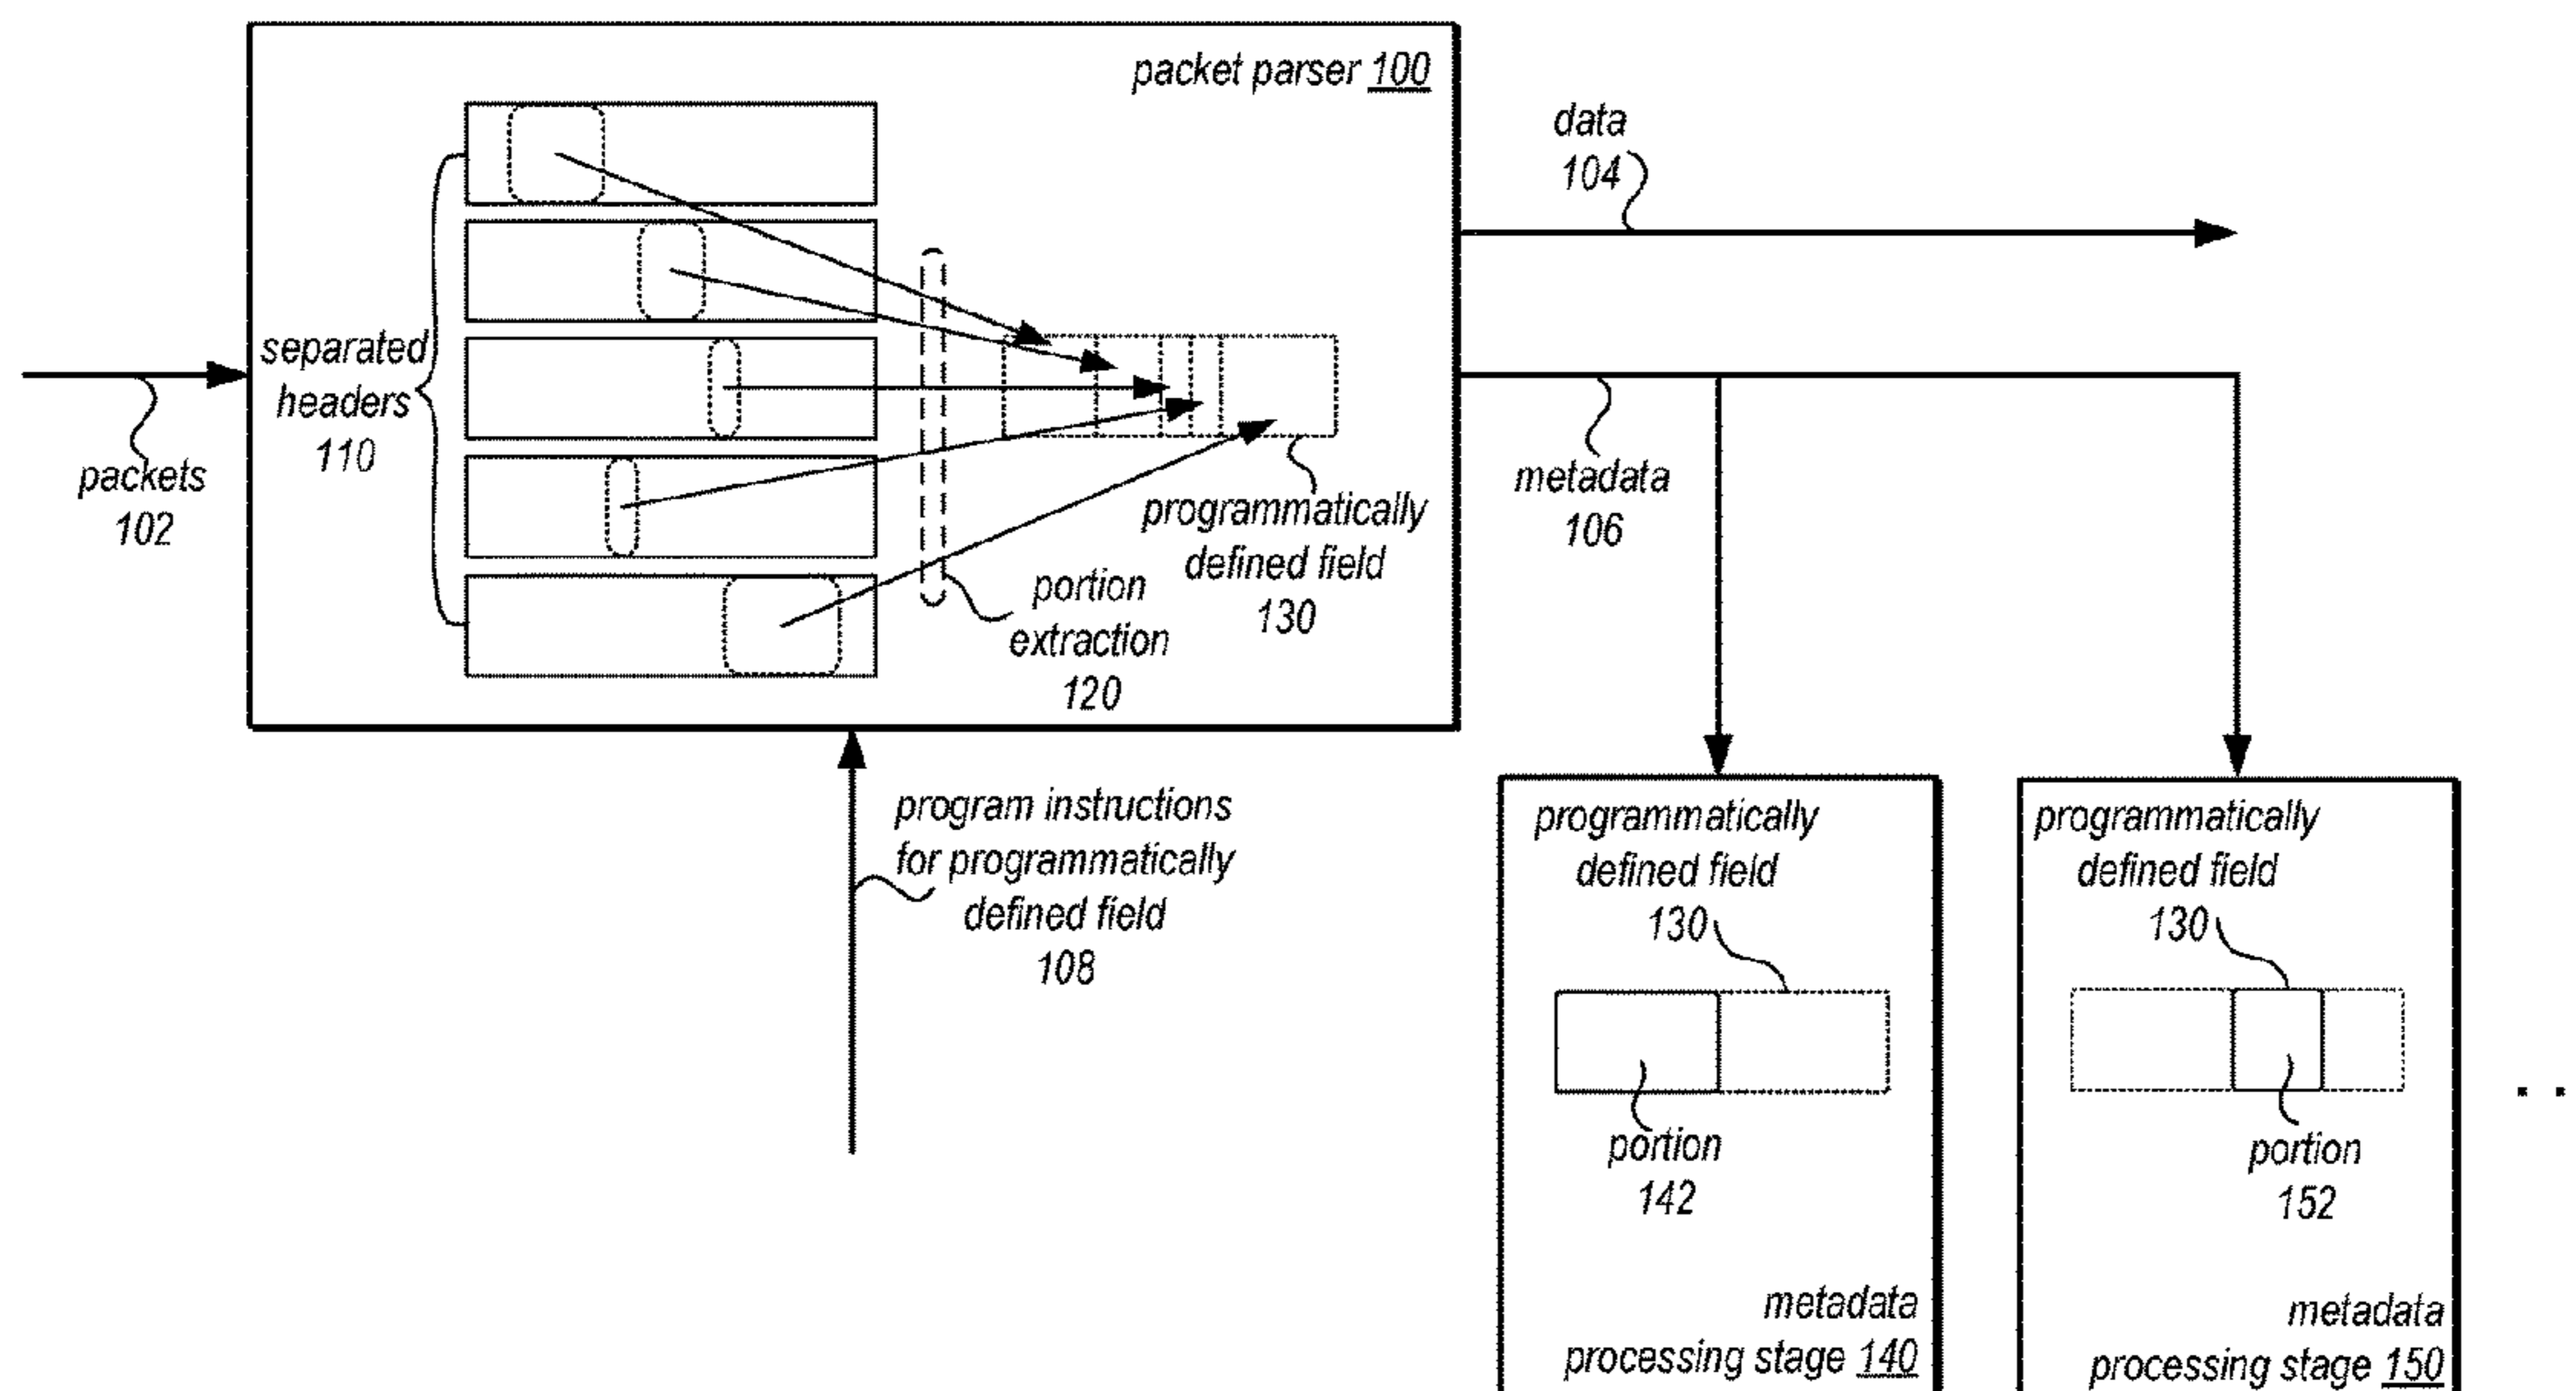 packet parser 100
data
104
separated
headers
110
packets
102
metadata
106
programmatically
defined field
130
portion
extraction
120
program instructions
for programmatically
defined field
108
programmatically
defined field
130
portion
142
metadata
processing stage 140
programmatically
defined field
130
portion
152
metadata
processing stage 150
. .